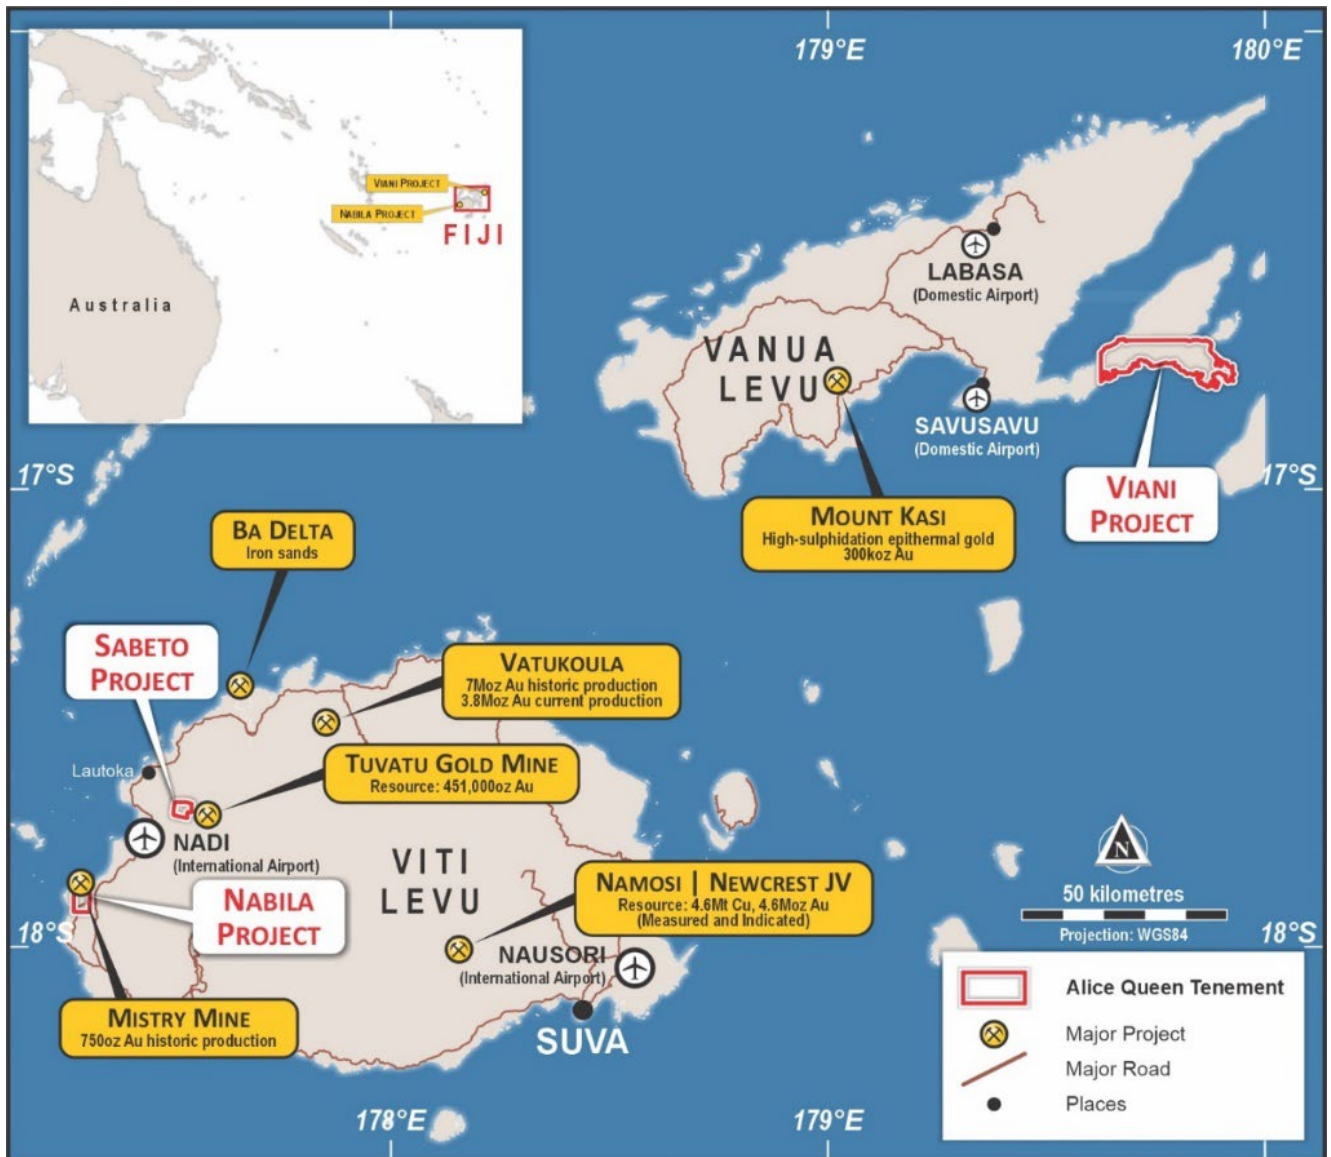 179°E
180°E
VIANI PROJECT
NABILA PROJECT
FIJI
Australia
LABASA
(Domestic Airport)
VANUA
LEVU
SAVUSAVU
(Domestic Airport)
17°S
17°S
VIANI
PROJECT
MOUNT KASI
High-sulphidation epithermal gold
300koz Au
BA DELTA
Iron sands
SABETO
PROJECT
VATUKOULA
7Moz Au historic production
3.8Moz Au current production
Lautoka
TUVATU GOLD MINE
Resource: 451,000oz Au
NADI
(International Airport)
VITI
LEVU
NABILA
PROJECT
NAMOSI | NEWCREST JV
Resource: 4.6Mt Cu, 4.6Moz Au
(Measured and Indicated)
N
50 kilometres
Projection: WGS84
18°S
18°S
NAUSORI
(International Airport)
MISTRY MINE
750oz Au historic production
SUVA
Alice Queen Tenement
Major Project
Major Road
Places
178°E
179°E